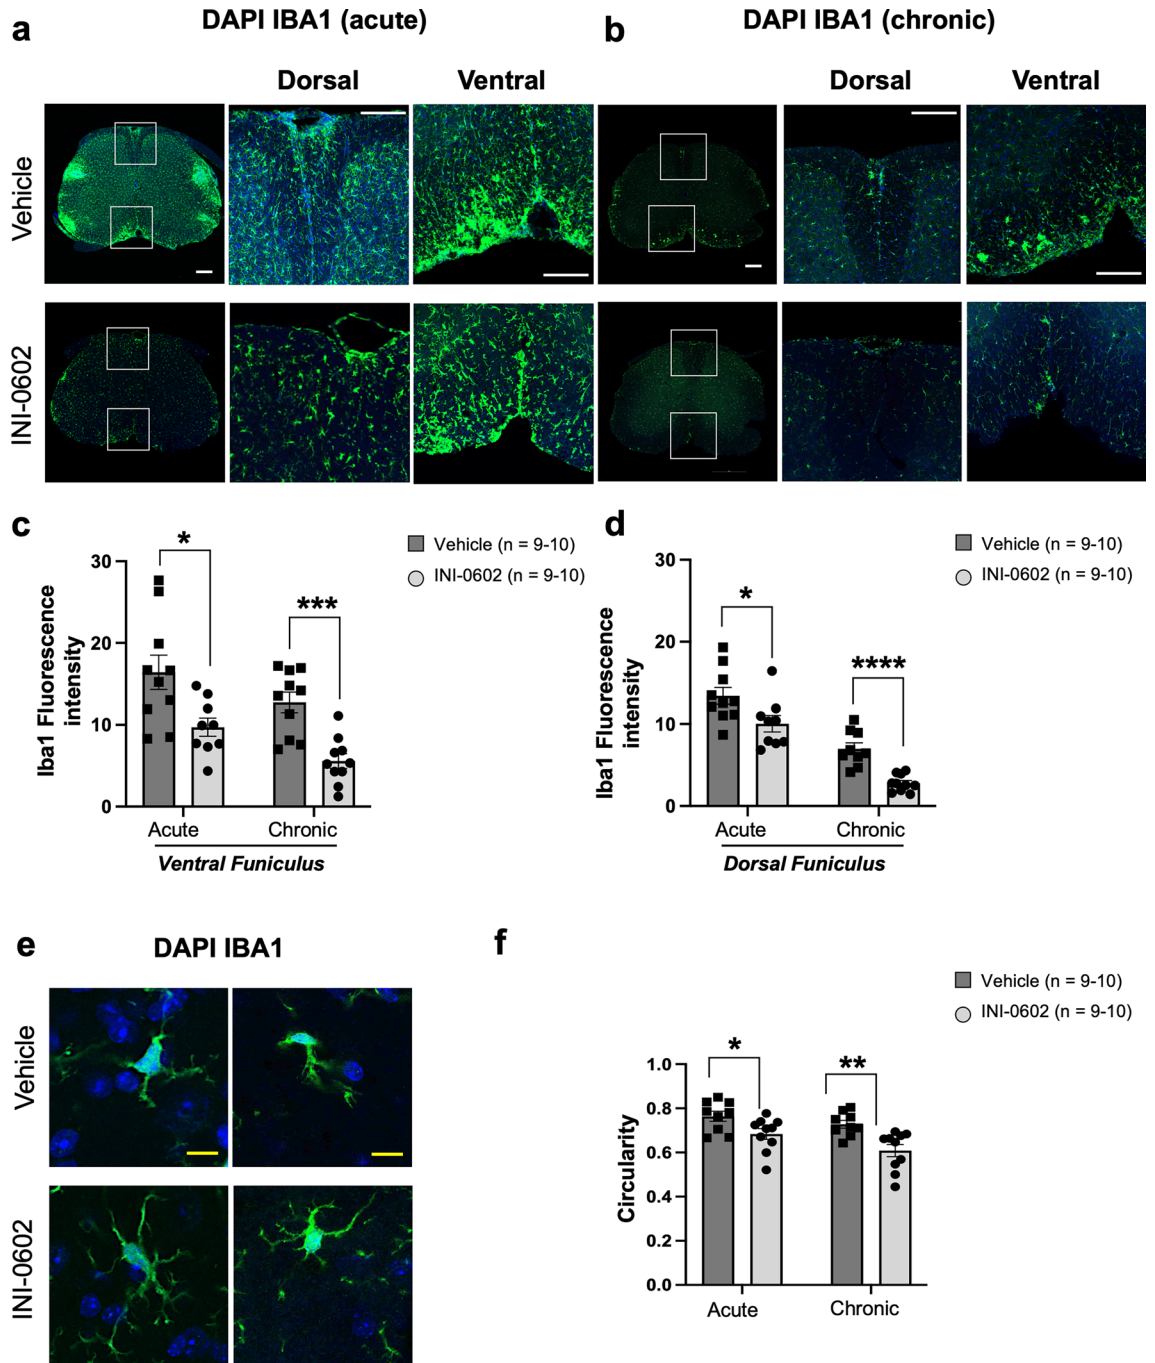 a
DAPI IBA1 (acute)
b
DAPI IBA1 (chronic)
Dorsal
Ventral
Dorsal
Ventral
Vehicle
INI-0602
c
*
***
Vehicle (n = 9-10)
INI-0602 (n = 9-10)
30
20
10
0
Iba1 Fluorescence
intensity
Acute
Chronic
Ventral Funiculus
d
*
****
Vehicle (n = 9-10)
INI-0602 (n = 9-10)
30
20
10
0
Iba1 Fluorescence
intensity
Acute
Chronic
Dorsal Funiculus
e
DAPI IBA1
Vehicle
INI-0602
f
Vehicle (n = 9-10)
INI-0602 (n = 9-10)
*
**
1.0
0.8
0.6
0.4
0.2
0.0
Circularity
Acute
Chronic